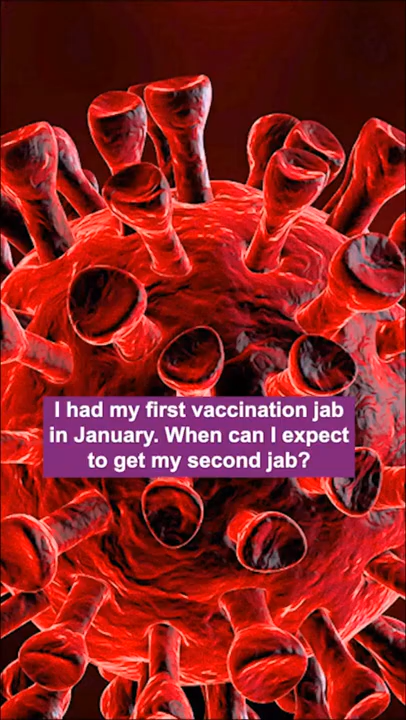 I had my first vaccination jab
in January. When can I expect
to get my second jab?